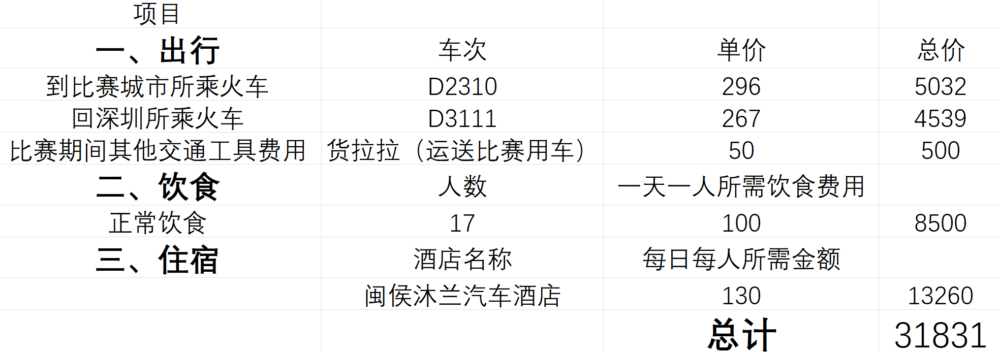 项目
一、出行 车次 单价 总价
到比赛城市所乘火车 D2310 296 5032
回深圳所乘火车 D3111 267 4539
比赛期间其他交通工具费用 货拉拉（运送比赛用车） 50 500
二、饮食 人数 一天一人所需饮食费用
正常饮食 17 100 8500
三、住宿 酒店名称 每日每人所需金额
闽侯沐兰汽车酒店 130 13260
总计 31831